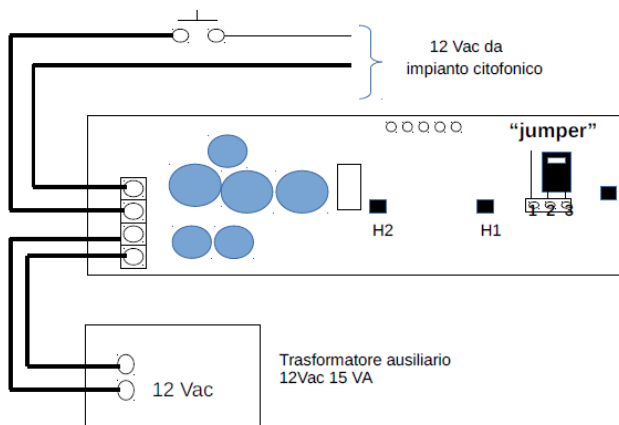 12 Vac da
impianto citofonico
“jumper”
1 2 3
H2
H1
Trasformatore ausiliario
12Vac 15 VA
12 Vac